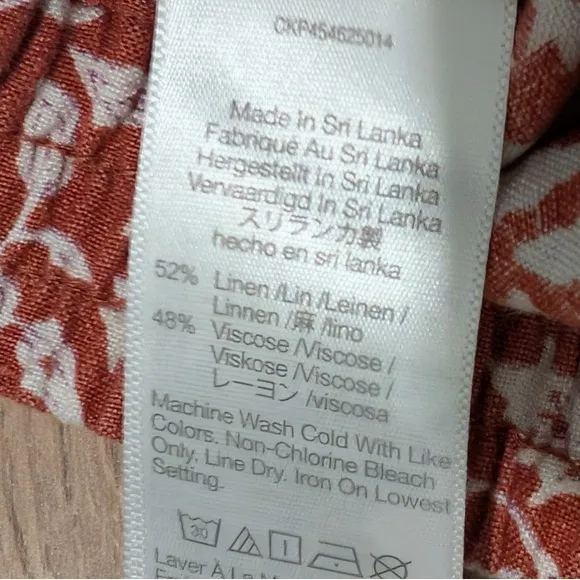 CKP454625014
Made In Sri Lanka
Fabriqué Au Sri Lanka
Hergestellt In Sri Lanka
Vervaardigd In Sri Lanka
スリランカ製
hecho en sri lanka
52% Linen /Lin /Leinen /
Linnen /麻 /lino
48% Viscose /Viscose /
Viskose /Viscose /
レーヨン /viscosa
Machine Wash Cold With Like
Colors. Non-Chlorine Bleach
Only. Line Dry. Iron On Lowest
Setting.
30
Laver À La